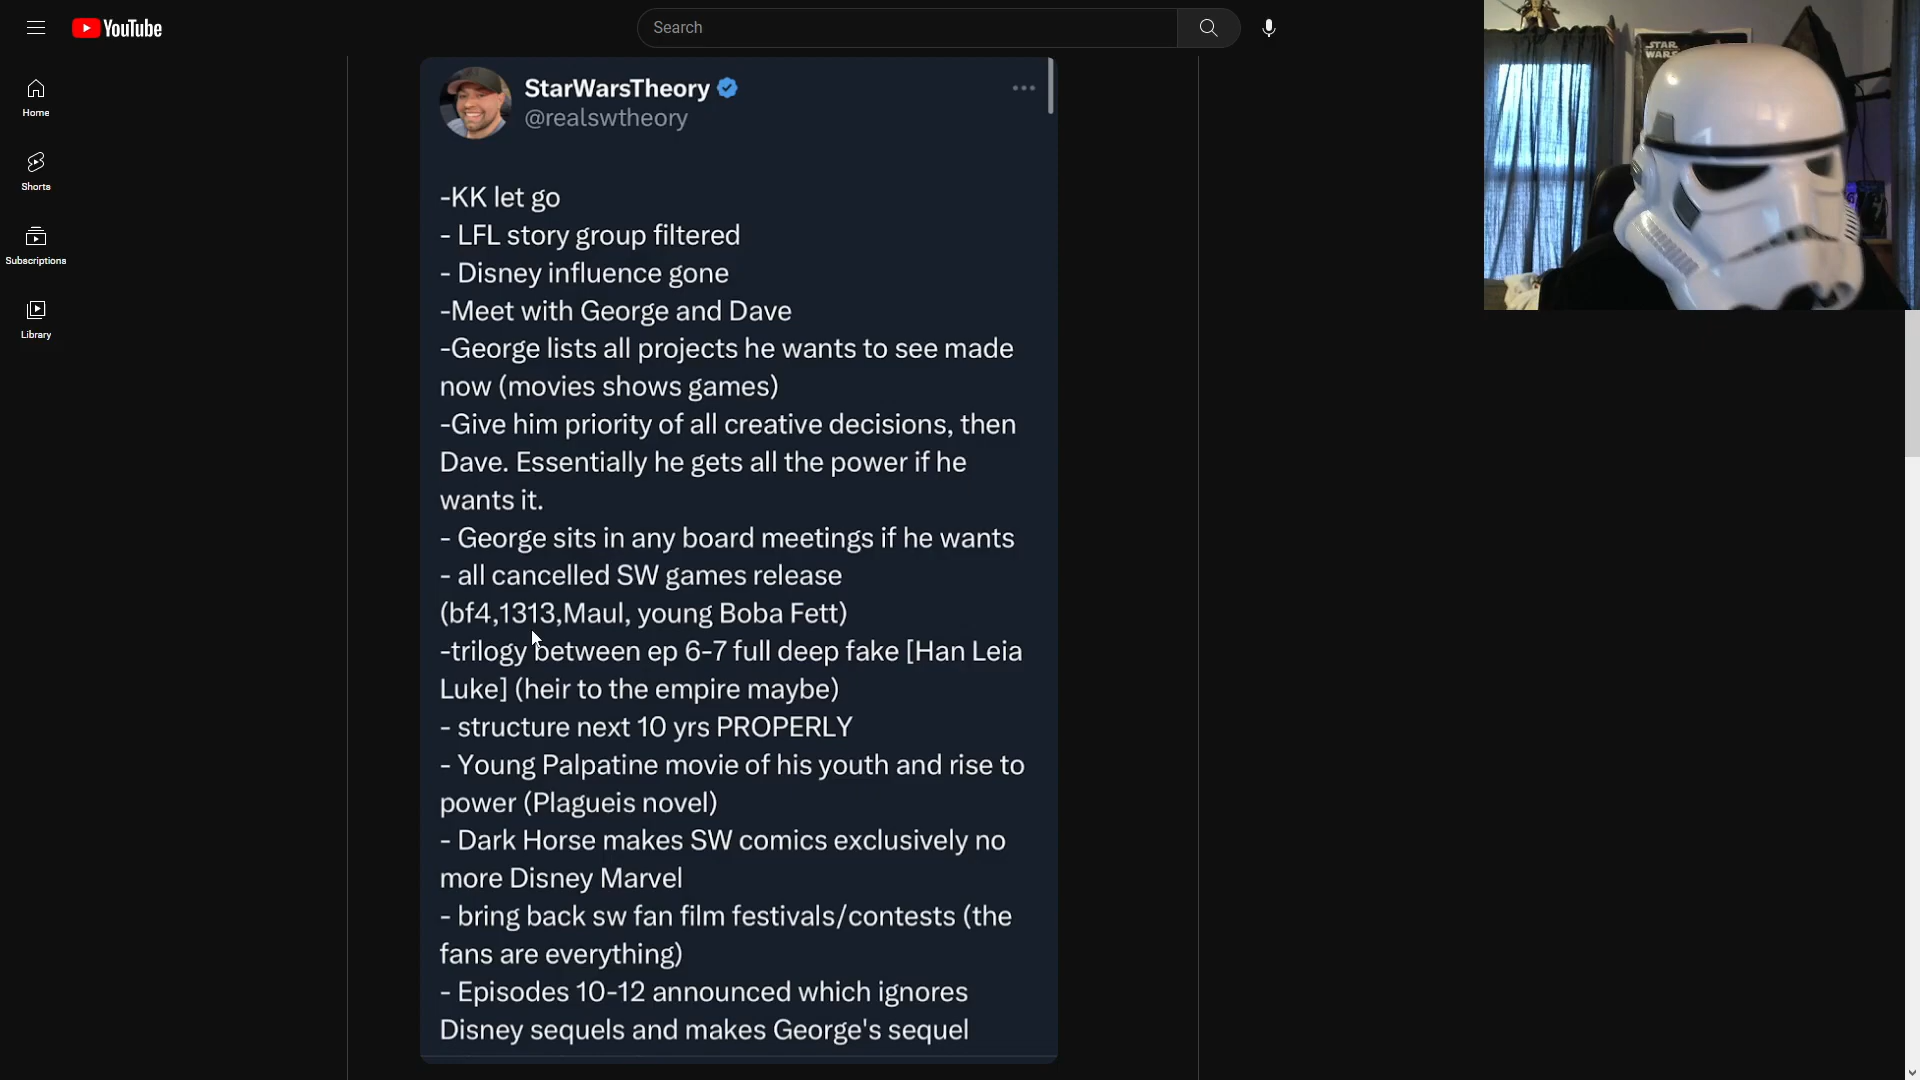 YouTube
Search
Home
Shorts
Subscriptions
Library
STAR
WARS
StarWarsTheory
@realswtheory
-KK let go
- LFL story group filtered
- Disney influence gone
-Meet with George and Dave
-George lists all projects he wants to see made
now (movies shows games)
-Give him priority of all creative decisions, then
Dave. Essentially he gets all the power if he
wants it.
- George sits in any board meetings if he wants
- all cancelled SW games release
(bf4,1313,Maul, young Boba Fett)
-trilogy between ep 6-7 full deep fake [Han Leia
Luke] (heir to the empire maybe)
- structure next 10 yrs PROPERLY
- Young Palpatine movie of his youth and rise to
power (Plagueis novel)
- Dark Horse makes SW comics exclusively no
more Disney Marvel
- bring back sw fan film festivals/contests (the
fans are everything)
- Episodes 10-12 announced which ignores
Disney sequels and makes George's sequel